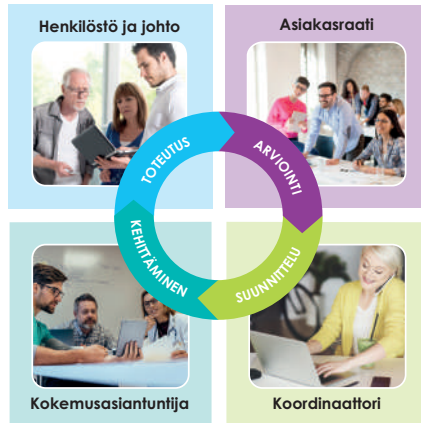 Henkilöstö ja johto
Asiakasraati
TOTEUTUS
ARVIOINTI
KEHITTÄMINEN
SUUNNITTELU
Kokemusasiantuntija
Koordinaattori